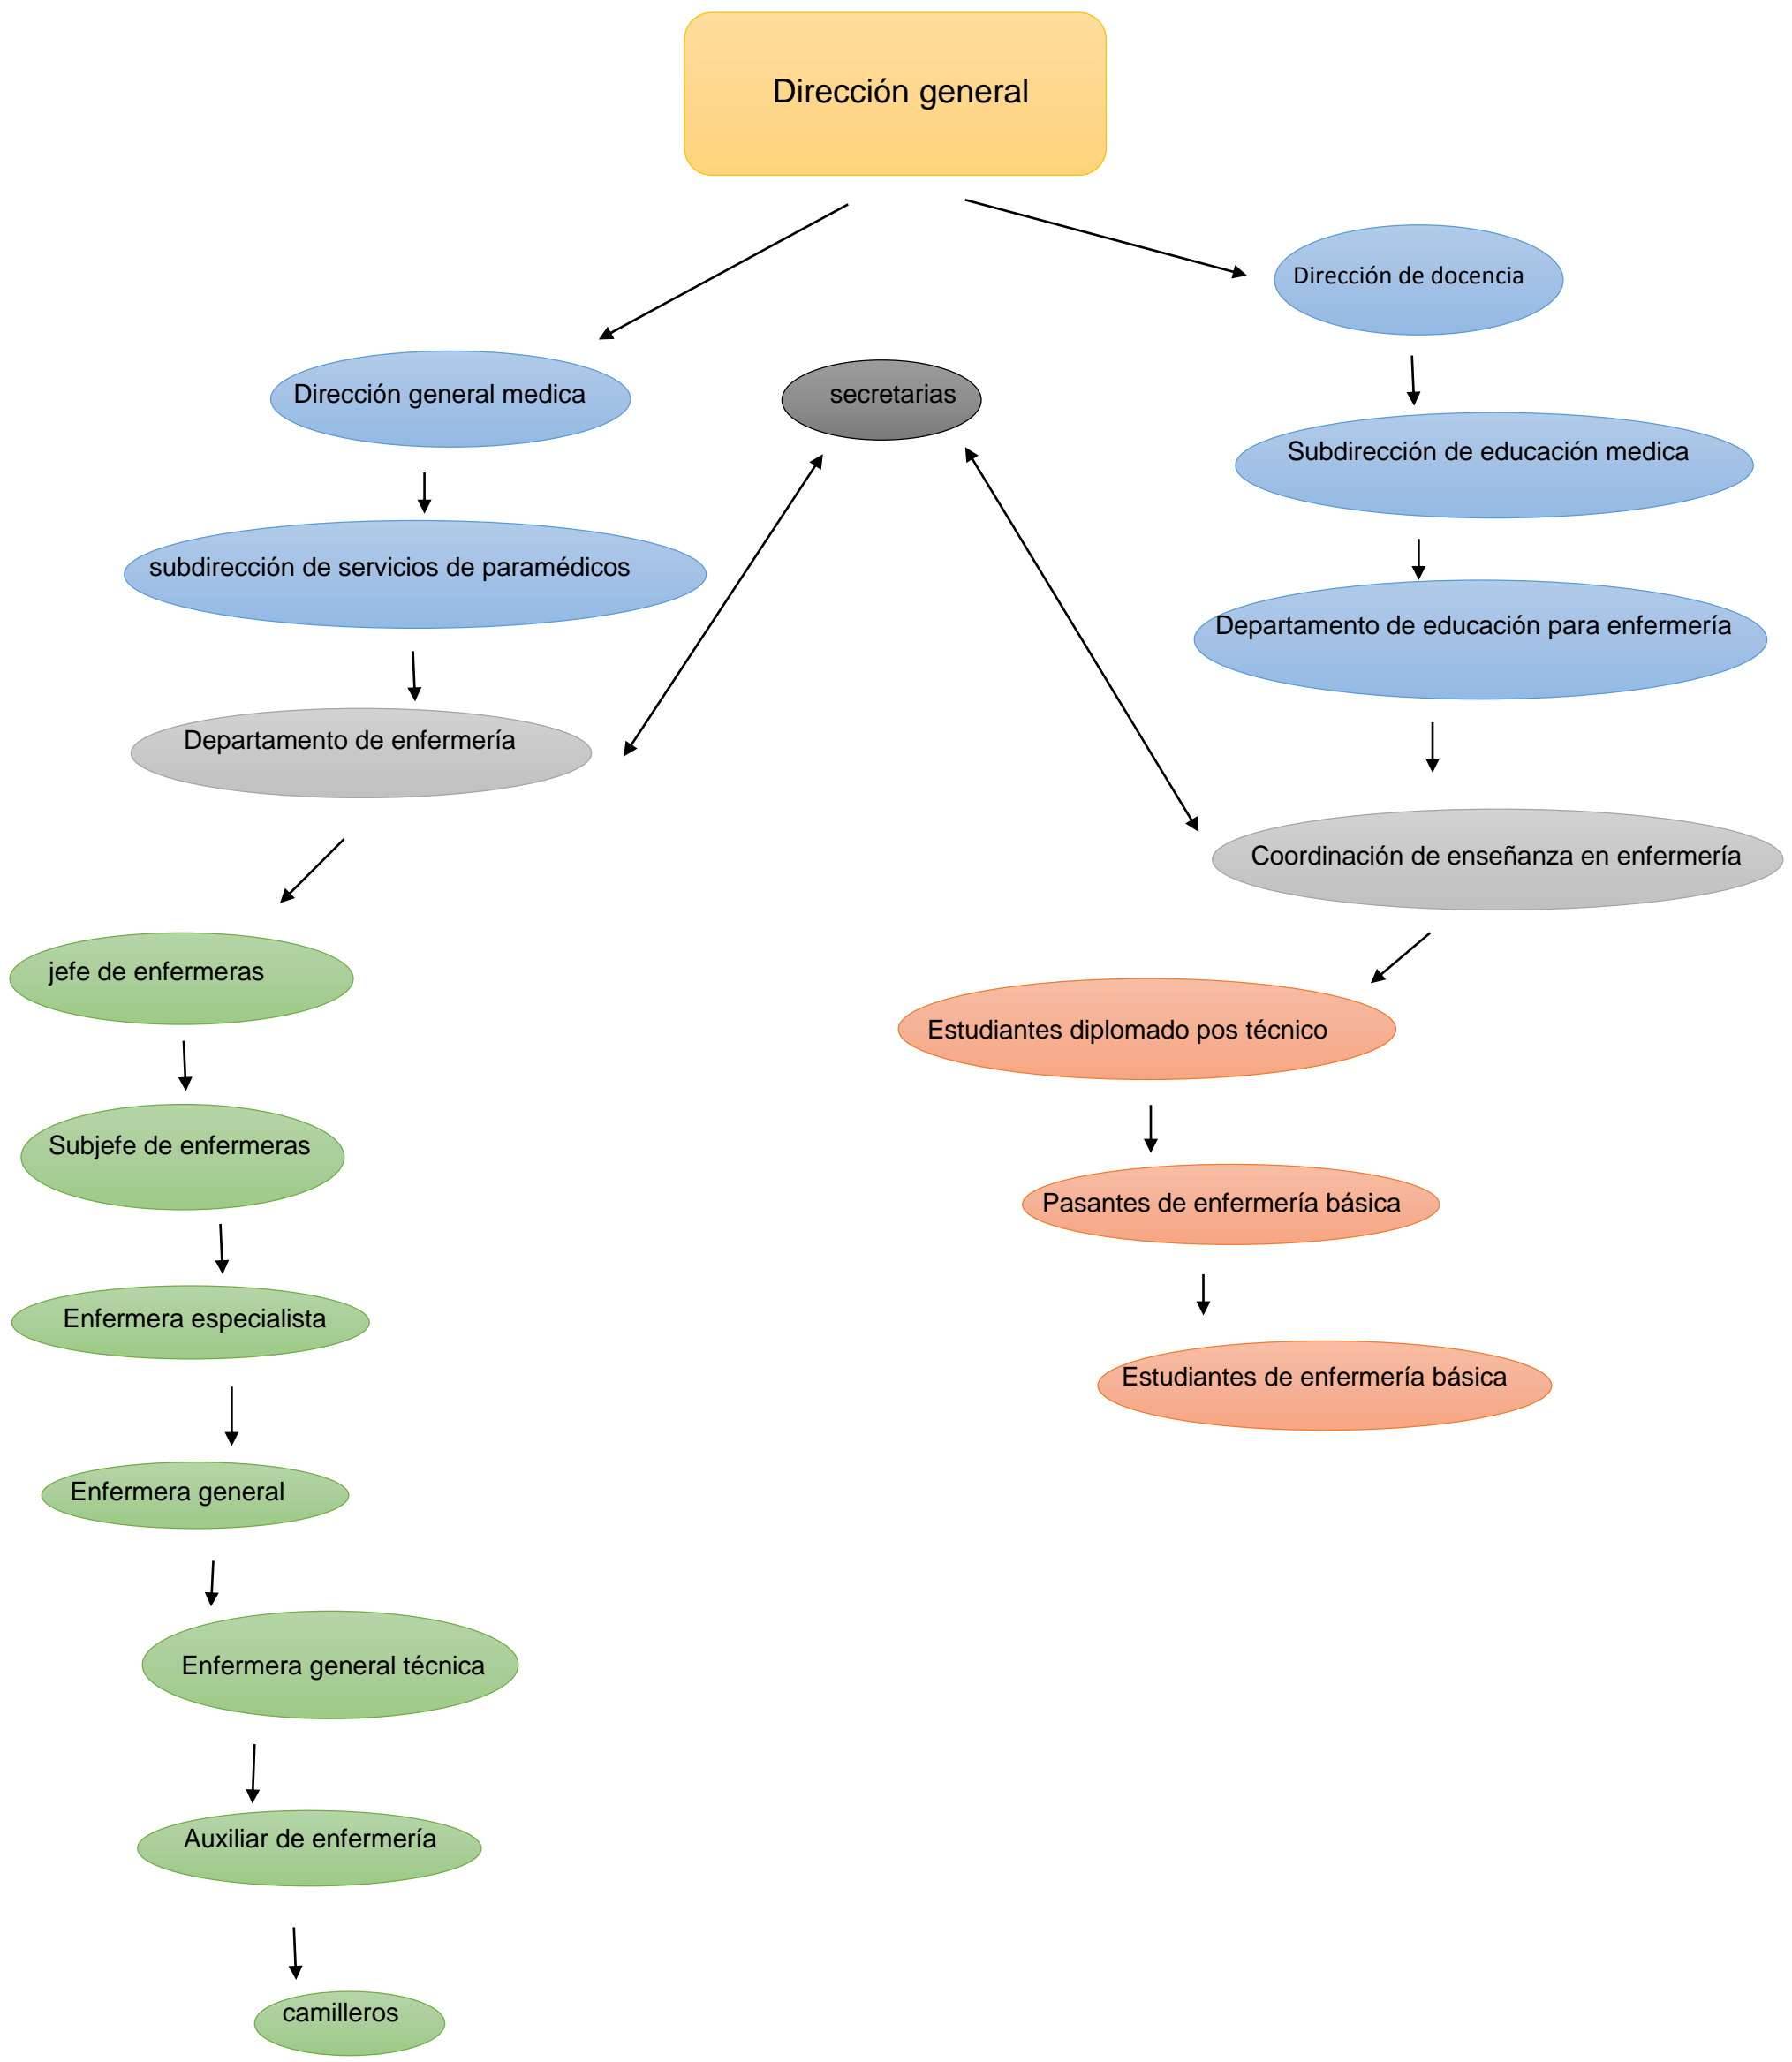 Dirección general
Dirección de docencia
Dirección general medica
secretarias
Subdirección de educación medica
subdirección de servicios de paramédicos
Departamento de educación para enfermería
Departamento de enfermería
Coordinación de enseñanza en enfermería
jefe de enfermeras
Estudiantes diplomado pos técnico
Subjefe de enfermeras
Pasantes de enfermería básica
Enfermera especialista
Estudiantes de enfermería básica
Enfermera general
Enfermera general técnica
Auxiliar de enfermería
camilleros